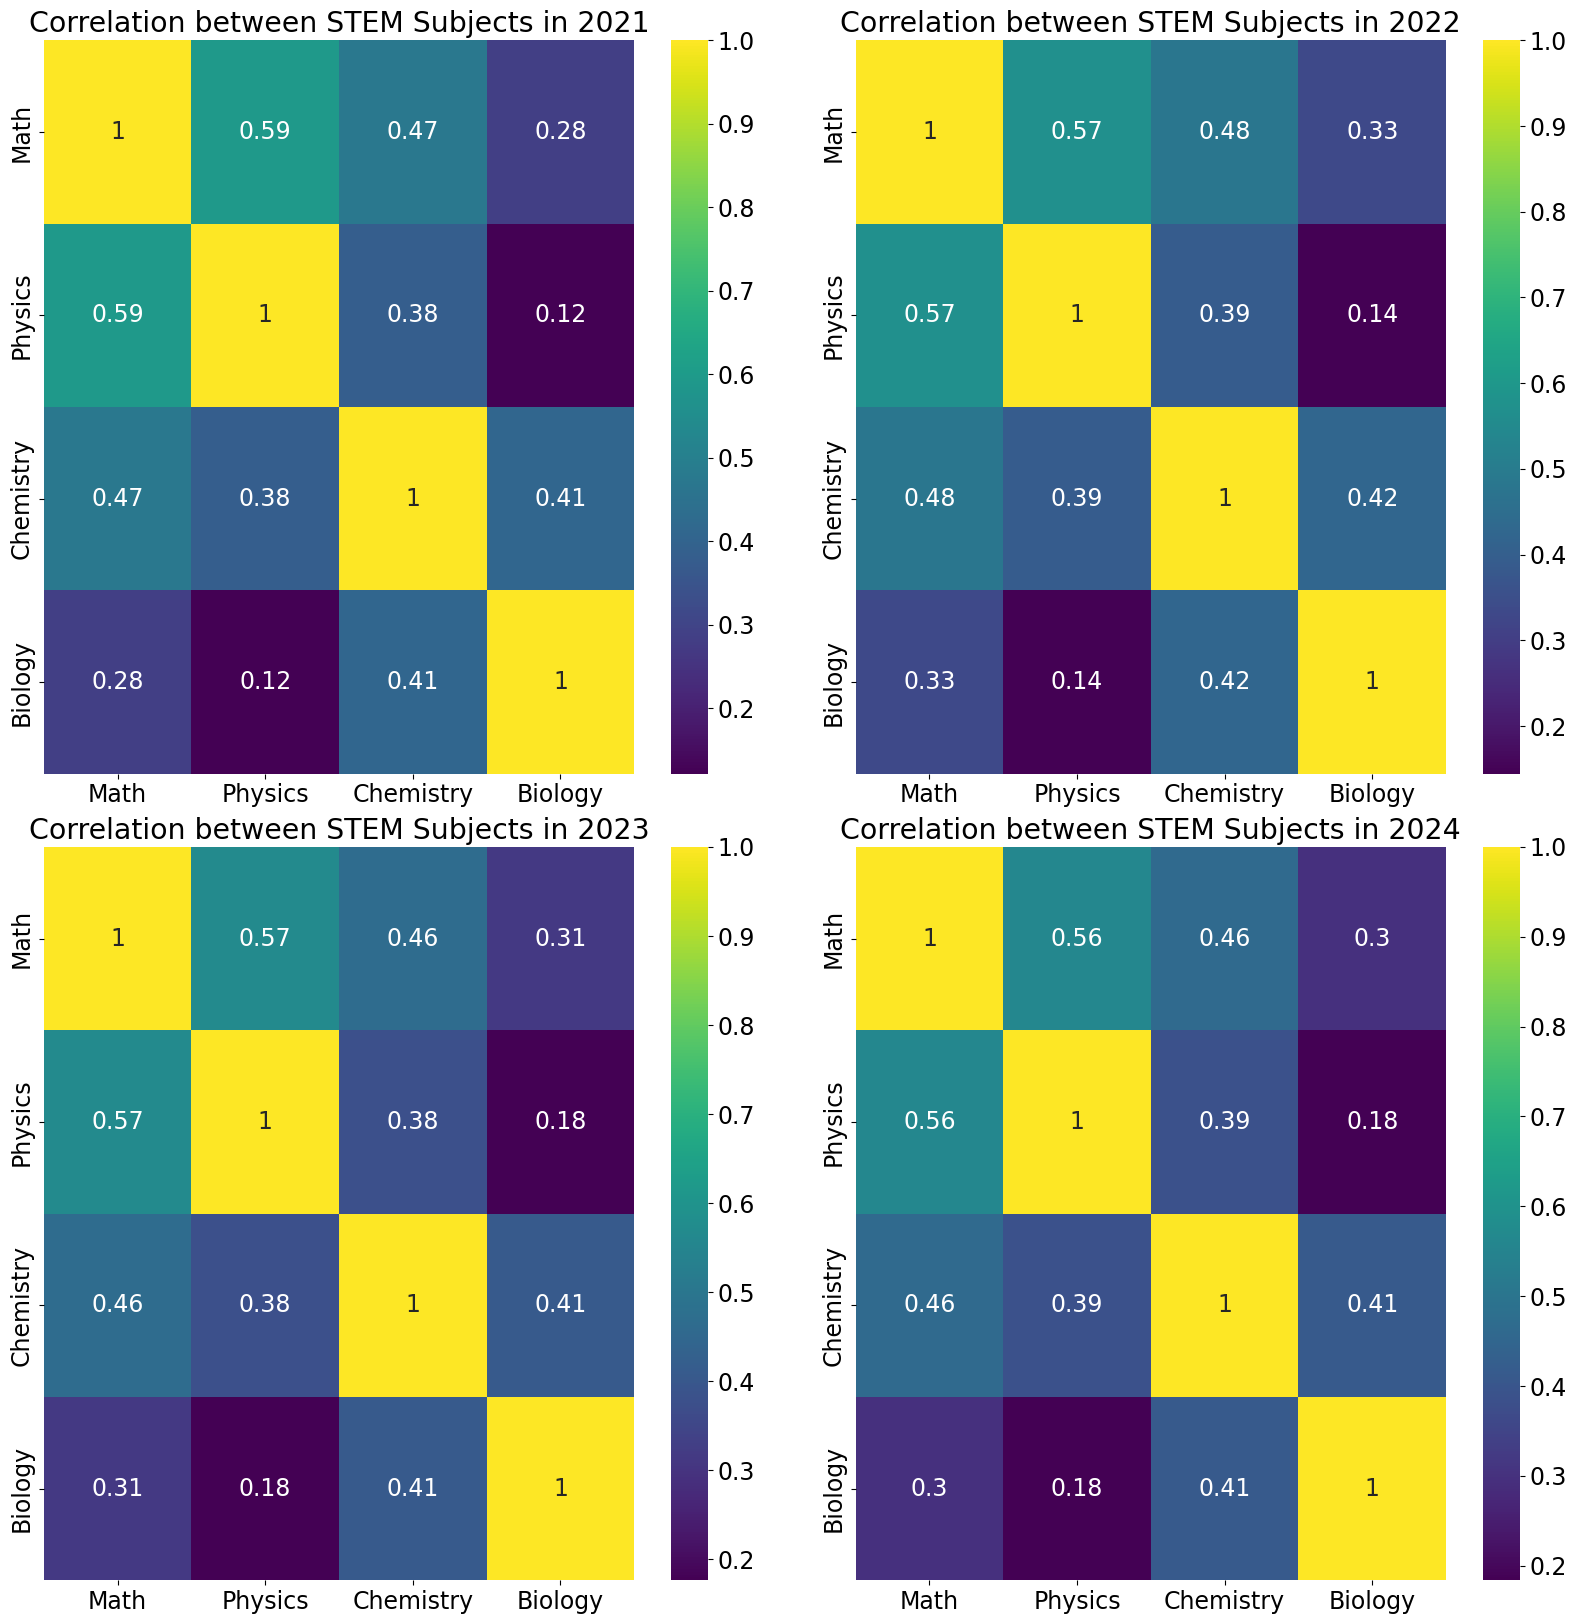 Correlation between STEM Subjects in 2021
Math 1 0.59 0.47 0.28
Physics 0.59 1 0.38 0.12
Chemistry 0.47 0.38 1 0.41
Biology 0.28 0.12 0.41 1
Math Physics Chemistry Biology
1.0
0.9
0.8
0.7
0.6
0.5
0.4
0.3
0.2
Correlation between STEM Subjects in 2022
Math 1 0.57 0.48 0.33
Physics 0.57 1 0.39 0.14
Chemistry 0.48 0.39 1 0.42
Biology 0.33 0.14 0.42 1
Math Physics Chemistry Biology
1.0
0.9
0.8
0.7
0.6
0.5
0.4
0.3
0.2
Correlation between STEM Subjects in 2023
Math 1 0.57 0.46 0.31
Physics 0.57 1 0.38 0.18
Chemistry 0.46 0.38 1 0.41
Biology 0.31 0.18 0.41 1
Math Physics Chemistry Biology
1.0
0.9
0.8
0.7
0.6
0.5
0.4
0.3
0.2
Correlation between STEM Subjects in 2024
Math 1 0.56 0.46 0.3
Physics 0.56 1 0.39 0.18
Chemistry 0.46 0.39 1 0.41
Biology 0.3 0.18 0.41 1
Math Physics Chemistry Biology
1.0
0.9
0.8
0.7
0.6
0.5
0.4
0.3
0.2